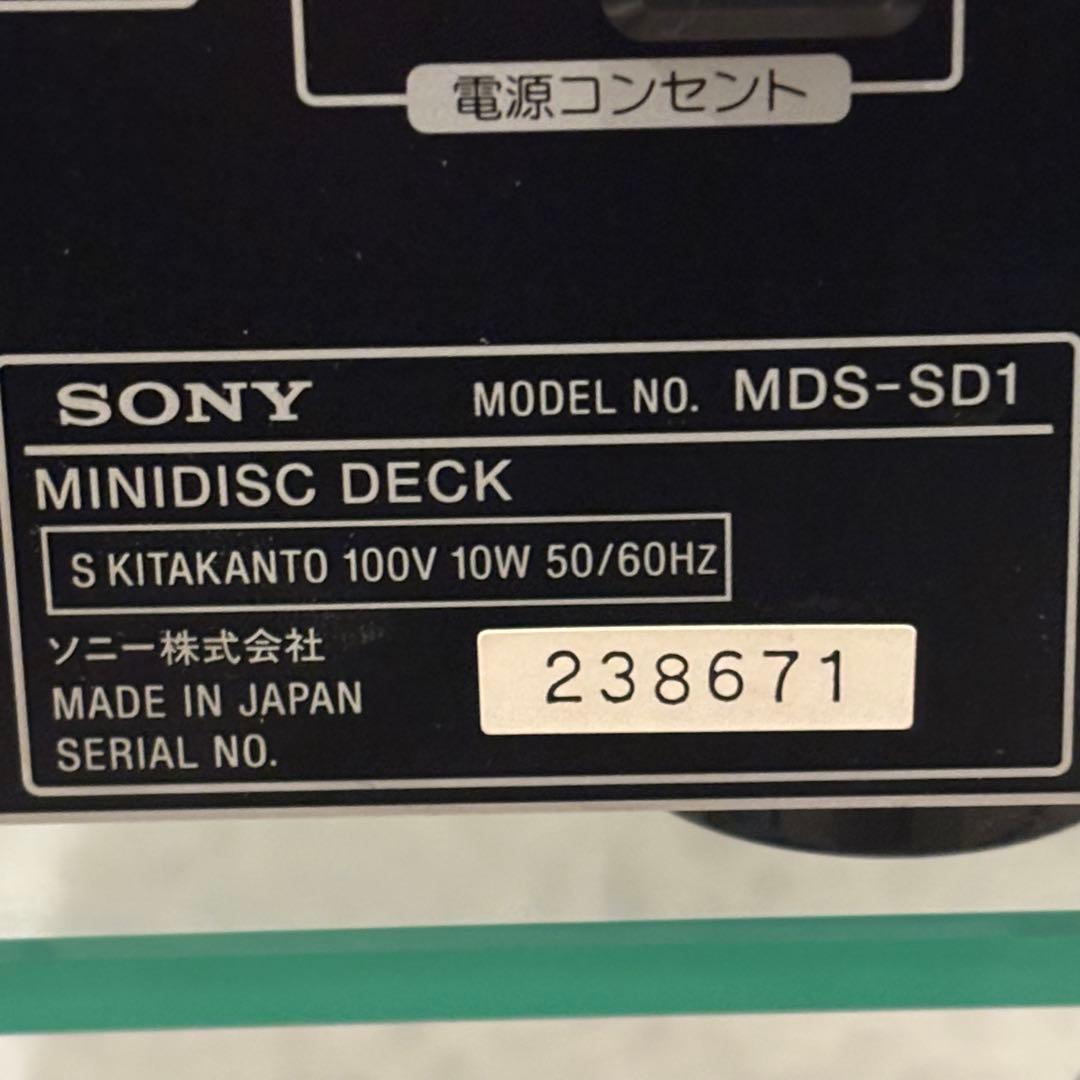 電源コンセント
SONY MODEL NO. MDS-SD1
MINIDISC DECK
S KITAKANTO 100V 10W 50/60Hz
ソニー株式会社
238671
MADE IN JAPAN
SERIAL NO.